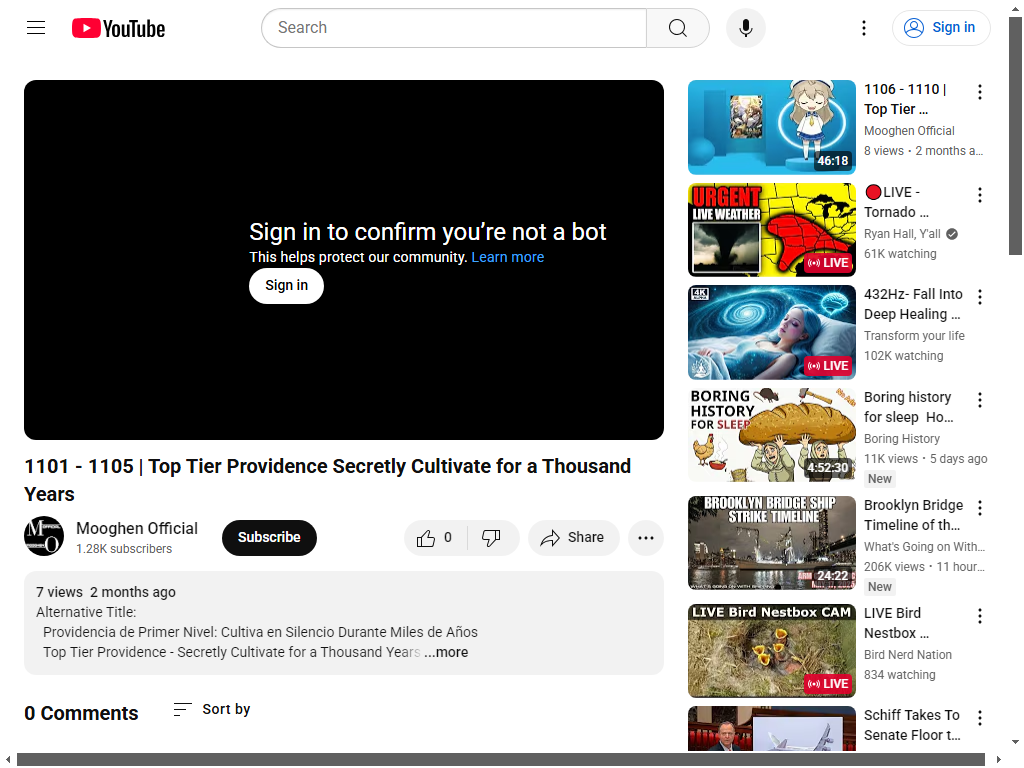 YouTube
Search
Sign in
Sign in to confirm you’re not a bot
This helps protect our community. Learn more
Sign in
1101 - 1105 | Top Tier Providence Secretly Cultivate for a Thousand
Years
Mooghen Official
1.28K subscribers
Subscribe
0
Share
7 views 2 months ago
Alternative Title:
Providencia de Primer Nivel: Cultiva en Silencio Durante Miles de Años
Top Tier Providence - Secretly Cultivate for a Thousand Years ...more
0 Comments
Sort by
46:18
1106 - 1110 |
Top Tier ...
Mooghen Official
8 views • 2 months a...
URGENT
LIVE WEATHER
LIVE
🔴LIVE -
Tornado ...
Ryan Hall, Y'all
61K watching
4K
LIVE
432Hz- Fall Into
Deep Healing ...
Transform your life
102K watching
BORING
HISTORY
FOR SLEEP
4:52:30
Boring history
for sleep Ho...
Boring History
11K views • 5 days ago
New
BROOKLYN BRIDGE SHIP
STRIKE TIMELINE
24:22
Brooklyn Bridge
Timeline of th...
What's Going on With...
206K views • 11 hour...
New
LIVE Bird Nestbox CAM
LIVE
LIVE Bird
Nestbox ...
Bird Nerd Nation
834 watching
Schiff Takes To
Senate Floor t...